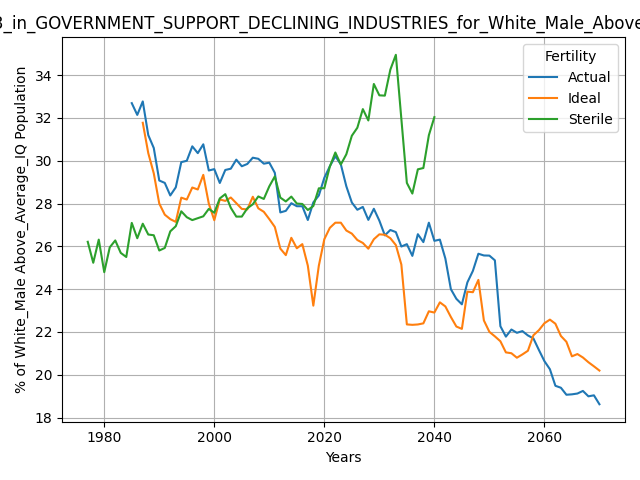 3_in_GOVERNMENT_SUPPORT_DECLINING_INDUSTRIES_for_White_Male_Above
% of White_Male Above_Average_IQ Population
34
32
30
28
26
24
22
20
18
Fertility
Actual
Ideal
Sterile
1980
2000
2020
2040
2060
Years